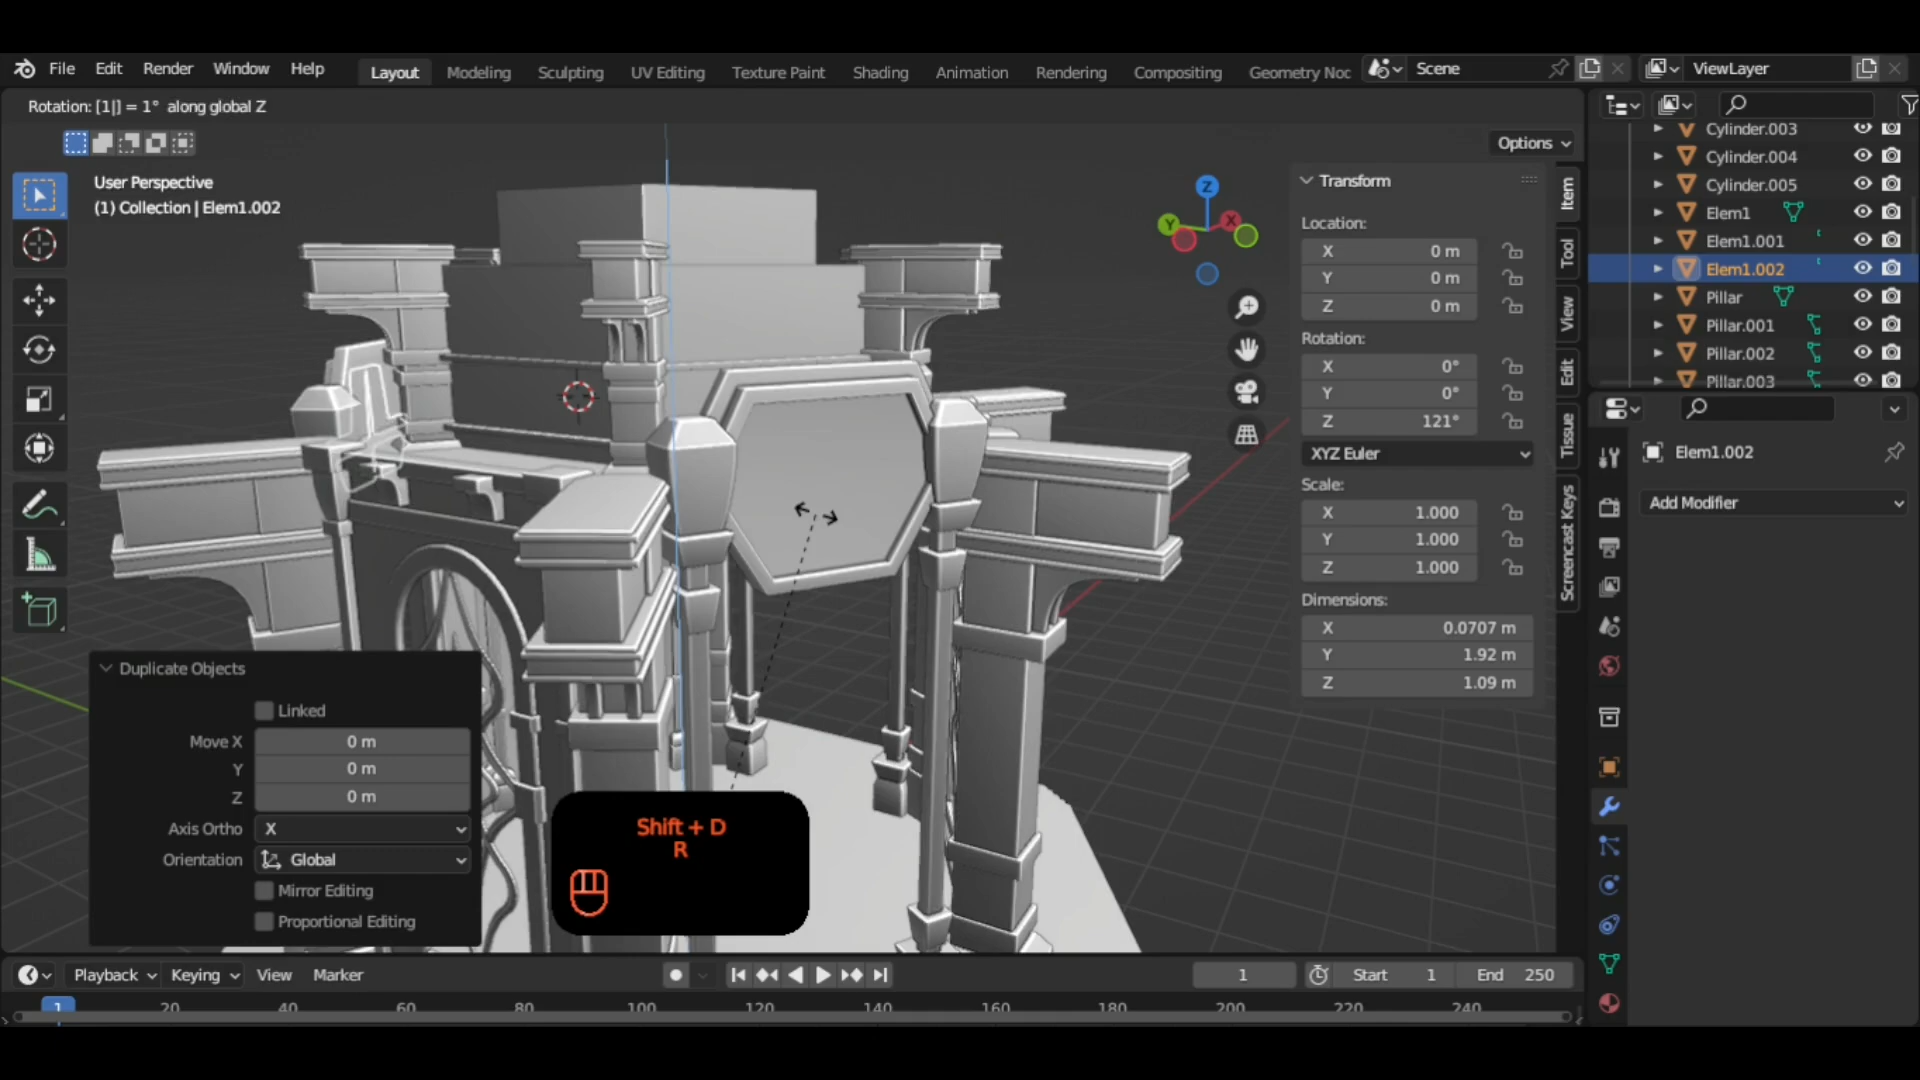 File Edit Render Window Help Layout Modeling Sculpting UV Editing Texture Paint Shading Animation Rendering Compositing Geometry Noc Scene ViewLayer
Rotation: [1|] = 1° along global Z
Options
User Perspective
(1) Collection | Elem1.002
Z
Y
X
Transform
Location:
X 0 m
Y 0 m
Z 0 m
Rotation:
X 0°
Y 0°
Z 121°
XYZ Euler
Scale:
X 1.000
Y 1.000
Z 1.000
Dimensions:
X 0.0707 m
Y 1.92 m
Z 1.09 m
Item
Tool
View
Edit
Tissue
Screencast Keys
Cylinder.003
Cylinder.004
Cylinder.005
Elem1
Elem1.001
Elem1.002
Pillar
Pillar.001
Pillar.002
Pillar.003
Elem1.002
Add Modifier
Duplicate Objects
Linked
Move X 0 m
Y 0 m
Z 0 m
Axis Ortho X
Orientation Global
Mirror Editing
Proportional Editing
Shift + D
R
Playback Keying View Marker 1 Start 1 End 250
1 20 40 60 80 100 120 140 160 180 200 220 240